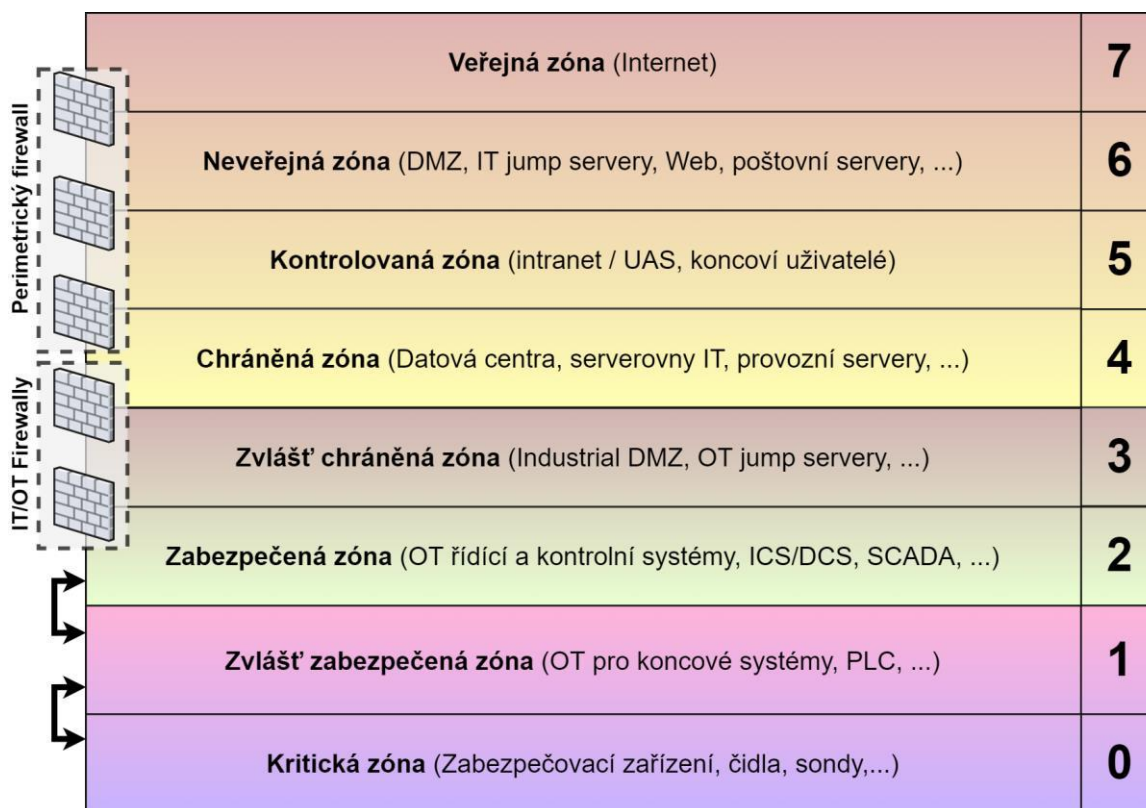 Veřejná zóna (Internet)
7
Neveřejná zóna (DMZ, IT jump servery, Web, poštovní servery, ...)
6
Kontrolovaná zóna (intranet / UAS, koncoví uživatelé)
5
Chráněná zóna (Datová centra, serverovny IT, provozní servery, ...)
4
Zvlášť chráněná zóna (Industrial DMZ, OT jump servery, ...)
3
Zabezpečená zóna (OT řídící a kontrolní systémy, ICS/DCS, SCADA, ...)
2
Zvlášť zabezpečená zóna (OT pro koncové systémy, PLC, ...)
1
Kritická zóna (Zabezpečovací zařízení, čidla, sondy,...)
0
Perimetrický firewall
IT/OT Firewally